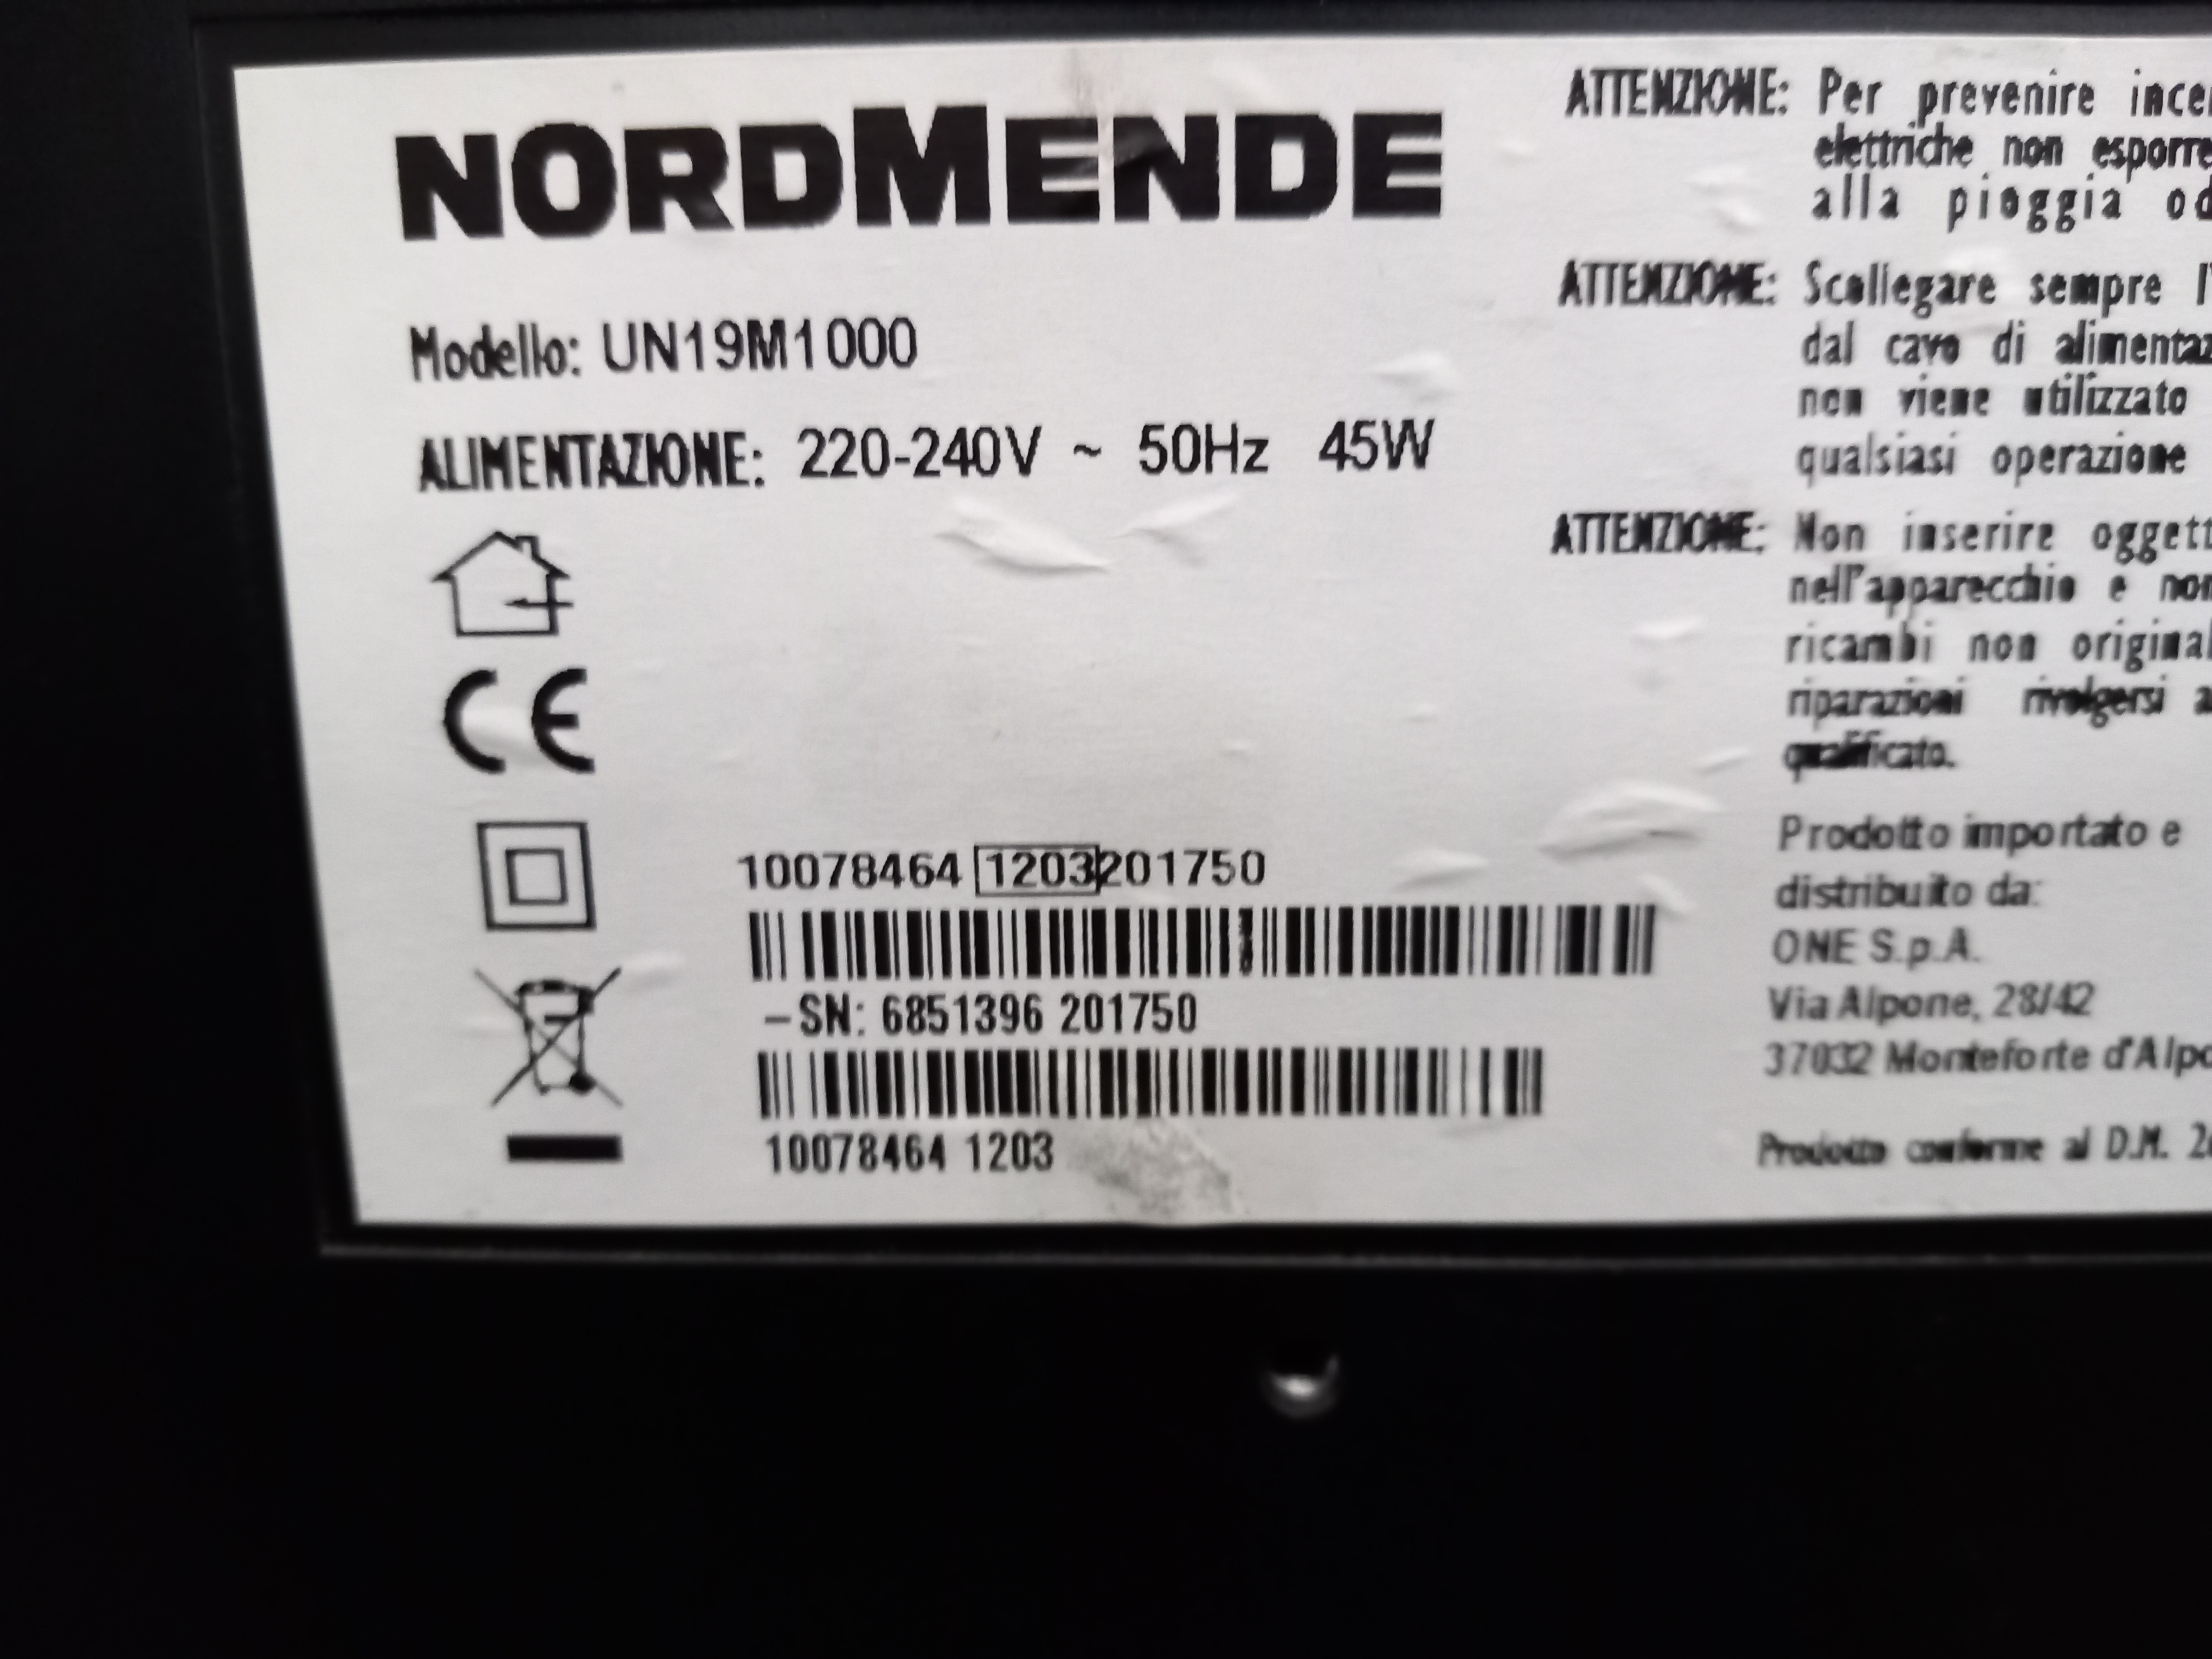 NORDMENDE
Modello: UN19M1000
ALIMENTAZIONE: 220-240V ~ 50Hz 45W
CE
10078464 1203201750
–SN: 6851396 201750
10078464 1203
ATTENZIONE: Per prevenire
elettriche non esporre
alla pioggia od
ATTENZIONE: Scollegare sempre l'
dal cavo di
non viene utilizzato
qualsiasi operazione
ATTENZIONE: Non inserire
nell'apparecchio e
ricambi non
riparazioni rivolgersi
qualificato.
Prodotto importato e
distribuito da:
ONE S.p.A.
Via Alpone, 28/42
37032 Monteforte
Prodotto conforme al D.M.